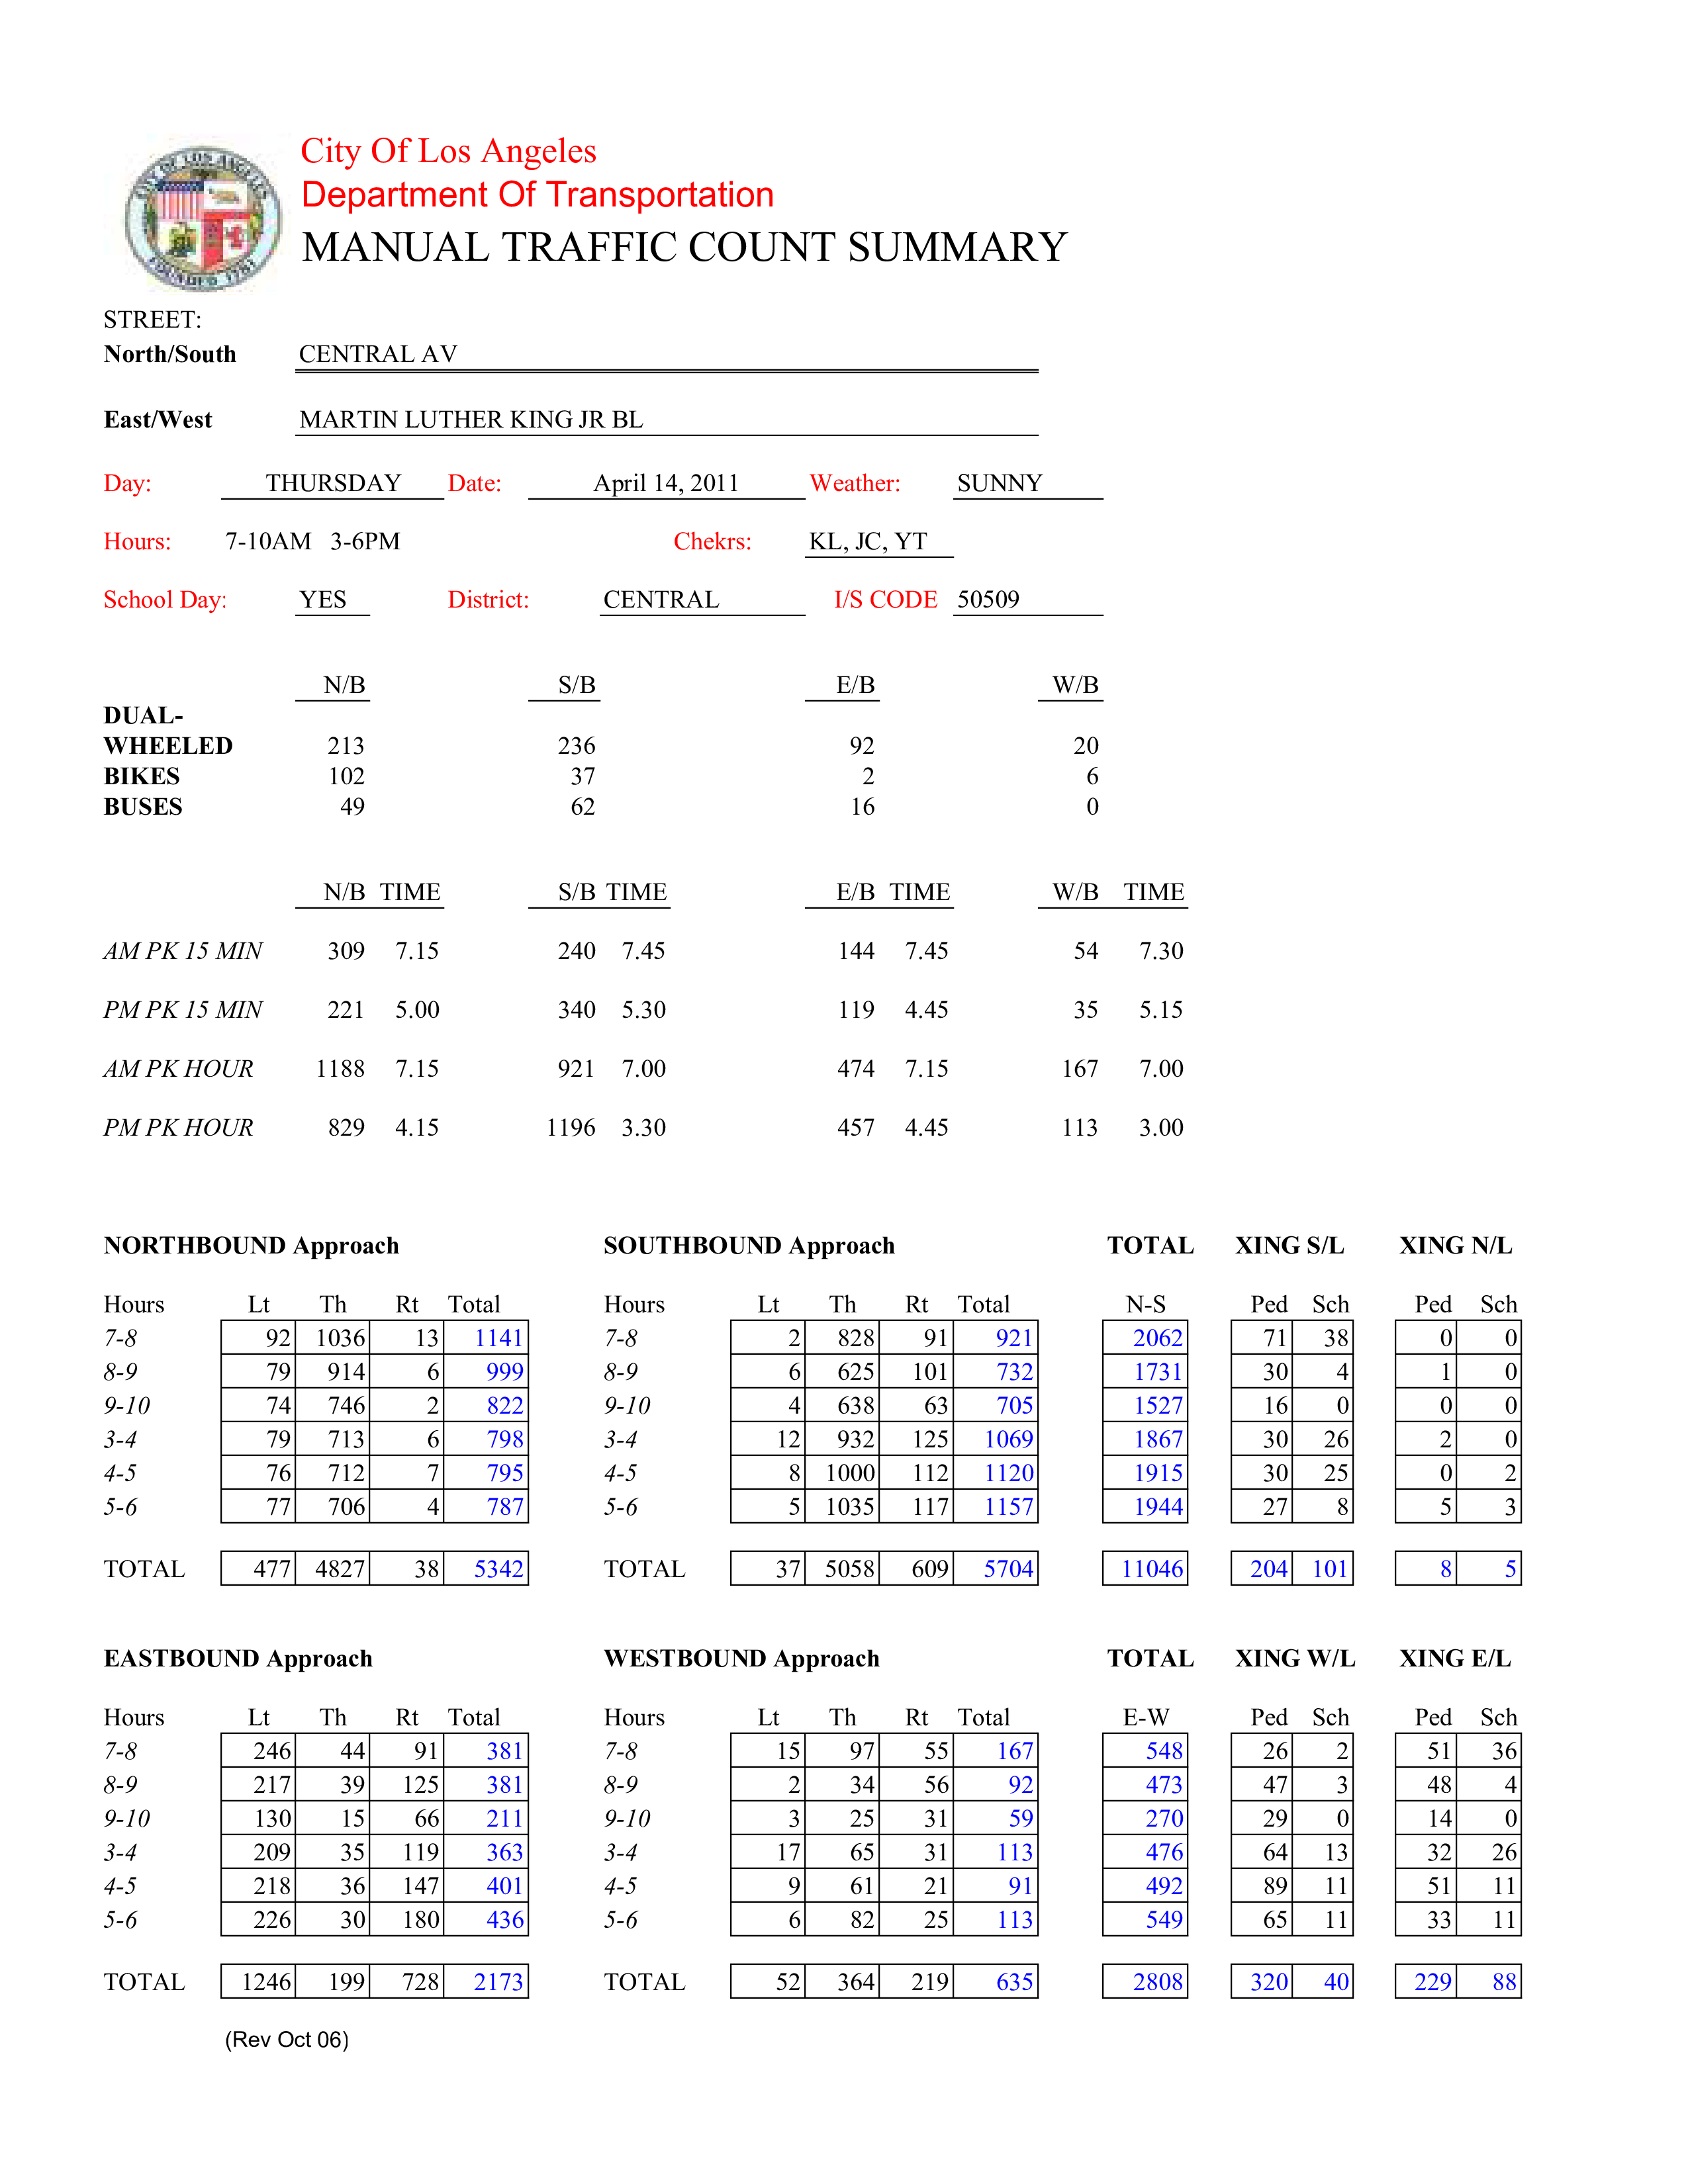 City Of Los Angeles
Department Of Transportation
MANUAL TRAFFIC COUNT SUMMARY
CITY OF LOS ANGELES
FOUNDED 1781
STREET:
North/South CENTRAL AV
East/West MARTIN LUTHER KING JR BL
Day: THURSDAY Date: April 14, 2011 Weather: SUNNY
Hours: 7-10AM 3-6PM Chekrs: KL, JC, YT
School Day: YES District: CENTRAL I/S CODE 50509
N/B S/B E/B W/B
DUAL-
WHEELED 213 236 92 20
BIKES 102 37 2 6
BUSES 49 62 16 0
N/B TIME S/B TIME E/B TIME W/B TIME
AM PK 15 MIN 309 7.15 240 7.45 144 7.45 54 7.30
PM PK 15 MIN 221 5.00 340 5.30 119 4.45 35 5.15
AM PK HOUR 1188 7.15 921 7.00 474 7.15 167 7.00
PM PK HOUR 829 4.15 1196 3.30 457 4.45 113 3.00
NORTHBOUND Approach SOUTHBOUND Approach TOTAL XING S/L XING N/L
Hours Lt Th Rt Total Hours Lt Th Rt Total N-S Ped Sch Ped Sch
7-8 92 1036 13 1141 7-8 2 828 91 921 2062 71 38 0 0
8-9 79 914 6 999 8-9 6 625 101 732 1731 30 4 1 0
9-10 74 746 2 822 9-10 4 638 63 705 1527 16 0 0 0
3-4 79 713 6 798 3-4 12 932 125 1069 1867 30 26 2 0
4-5 76 712 7 795 4-5 8 1000 112 1120 1915 30 25 0 2
5-6 77 706 4 787 5-6 5 1035 117 1157 1944 27 8 5 3
TOTAL 477 4827 38 5342 TOTAL 37 5058 609 5704 11046 204 101 8 5
EASTBOUND Approach WESTBOUND Approach TOTAL XING W/L XING E/L
Hours Lt Th Rt Total Hours Lt Th Rt Total E-W Ped Sch Ped Sch
7-8 246 44 91 381 7-8 15 97 55 167 548 26 2 51 36
8-9 217 39 125 381 8-9 2 34 56 92 473 47 3 48 4
9-10 130 15 66 211 9-10 3 25 31 59 270 29 0 14 0
3-4 209 35 119 363 3-4 17 65 31 113 476 64 13 32 26
4-5 218 36 147 401 4-5 9 61 21 91 492 89 11 51 11
5-6 226 30 180 436 5-6 6 82 25 113 549 65 11 33 11
TOTAL 1246 199 728 2173 TOTAL 52 364 219 635 2808 320 40 229 88
(Rev Oct 06)